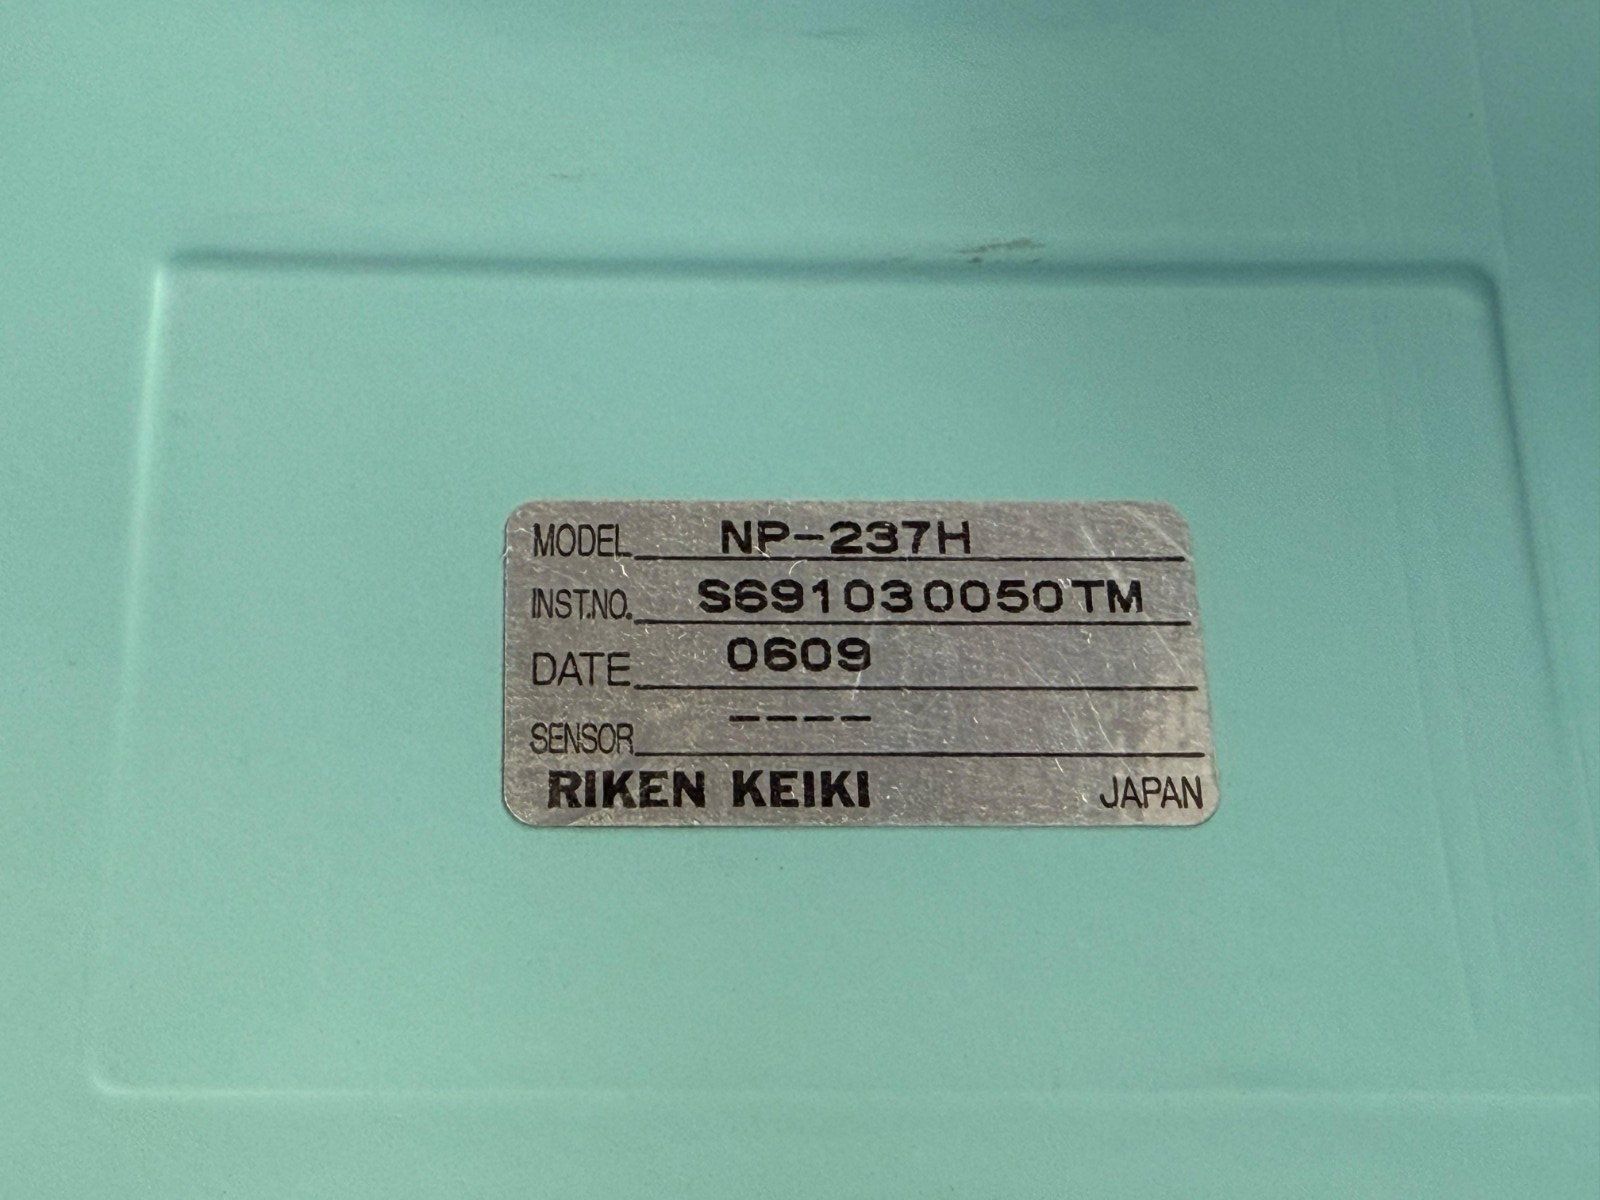 MODEL NP-237H
INST.NO. S691030050TM
DATE 0609
SENSOR ----
RIKEN KEIKI JAPAN